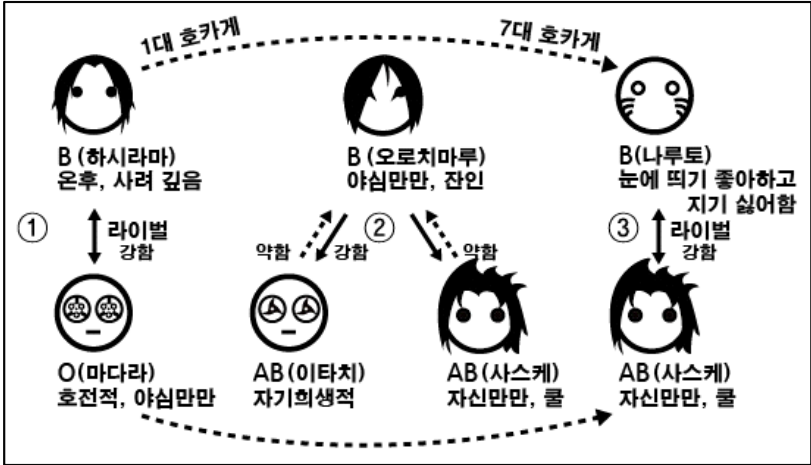 1대 호카게
7대 호카게
B (하시라마)
온후, 사려 깊음
B (오로치마루)
야심만만, 잔인
B(나루토)
눈에 띄기 좋아하고
지기 싫어함
① 라이벌
강함
약함
강함
②
약함
③ 라이벌
강함
O(마다라)
호전적, 야심만만
AB(이타치)
자기희생적
AB(사스케)
자신만만, 쿨
AB(사스케)
자신만만, 쿨